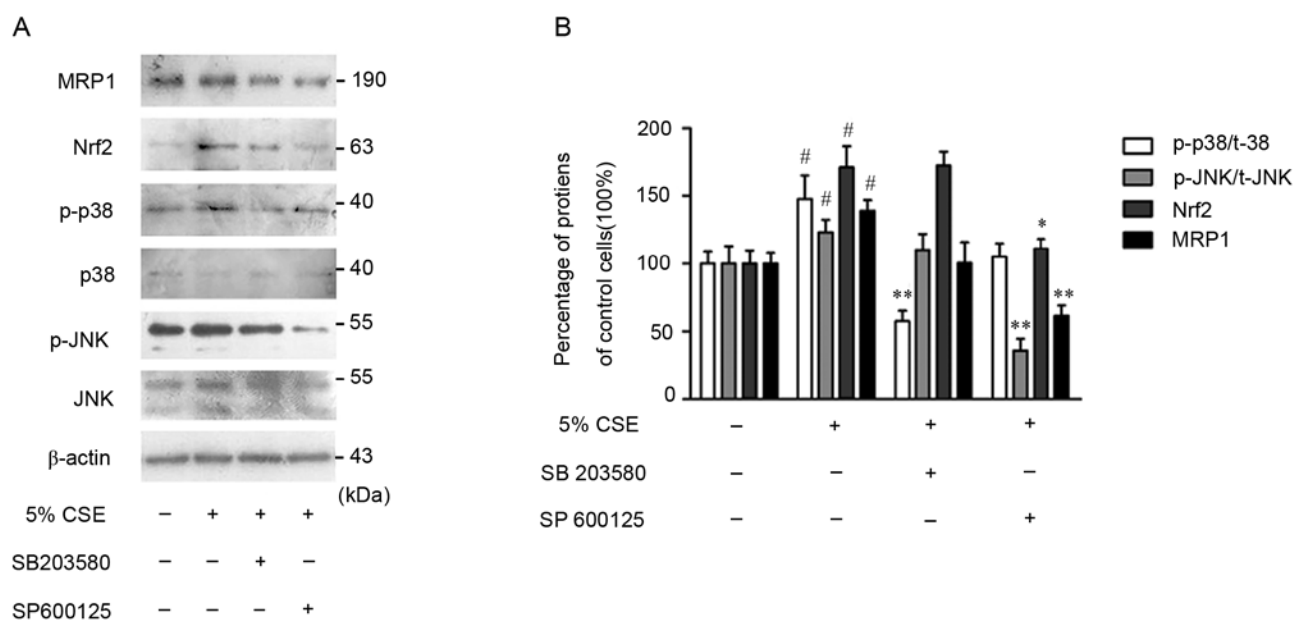 A
MRP1
190
Nrf2
63
p-p38
40
p38
40
p-JNK
55
JNK
55
β-actin
43
(kDa)
5% CSE − + + +
SB203580 − − + −
SP600125 − − − +
B
Percentage of protiens
of control cells(100%)
200
150
100
50
0
# # # #
** 
** * **
p-p38/t-38
p-JNK/t-JNK
Nrf2
MRP1
5% CSE − + + +
SB 203580 − − + −
SP 600125 − − − +